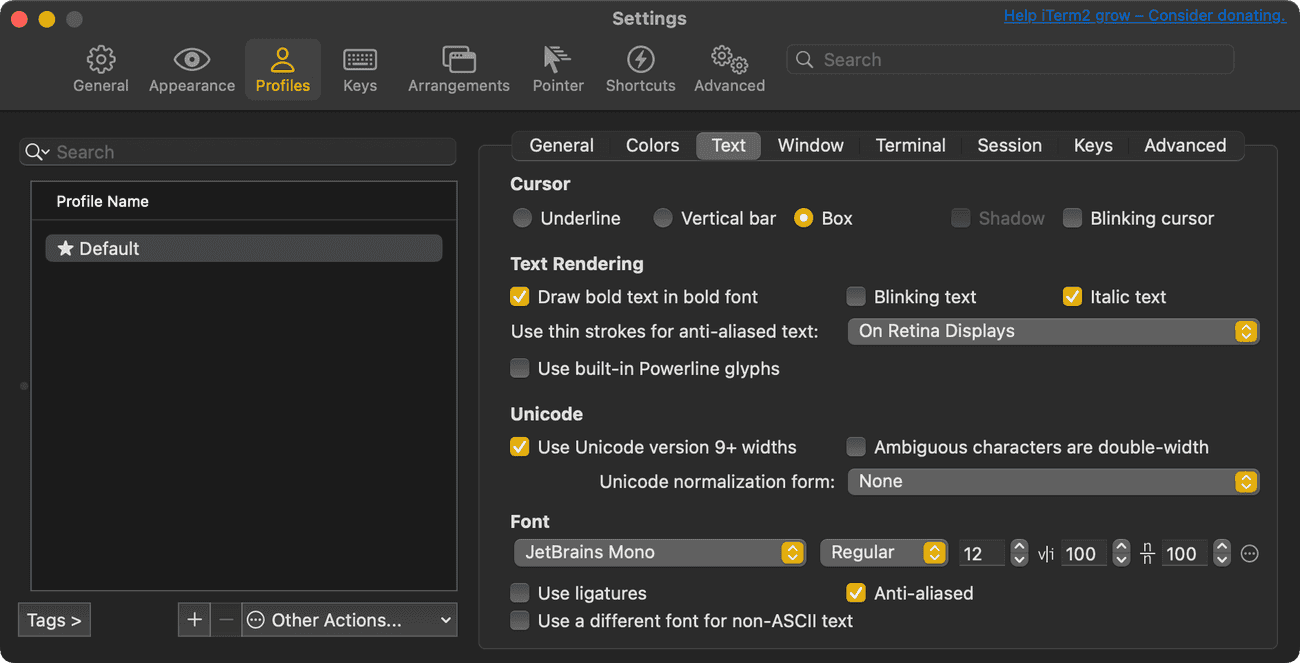 Settings
Help iTerm2 grow – Consider donating.
General Appearance Profiles Keys Arrangements Pointer Shortcuts Advanced Search
Search
Profile Name
Default
Tags >
+ − Other Actions...
General Colors Text Window Terminal Session Keys Advanced
Cursor
Underline Vertical bar Box Shadow Blinking cursor
Text Rendering
Draw bold text in bold font Blinking text Italic text
Use thin strokes for anti-aliased text: On Retina Displays
Use built-in Powerline glyphs
Unicode
Use Unicode version 9+ widths Ambiguous characters are double-width
Unicode normalization form: None
Font
JetBrains Mono Regular 12 v|i 100 n/n 100
Use ligatures Anti-aliased
Use a different font for non-ASCII text